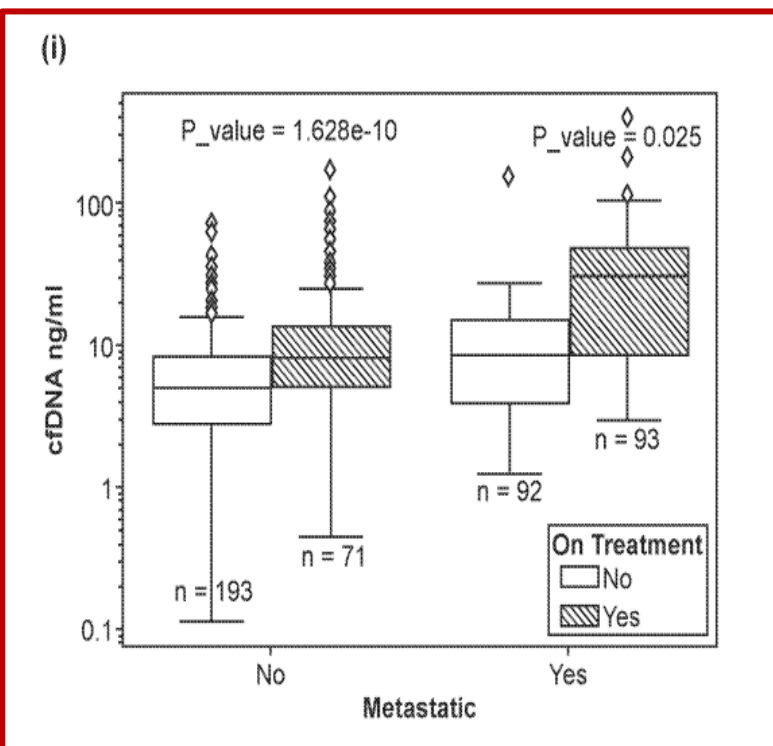 (i)
P_value = 1.628e-10
P_value = 0.025
100
10
1
0.1
cfDNA ng/ml
n = 193
n = 71
n = 92
n = 93
On Treatment
No
Yes
No
Yes
Metastatic